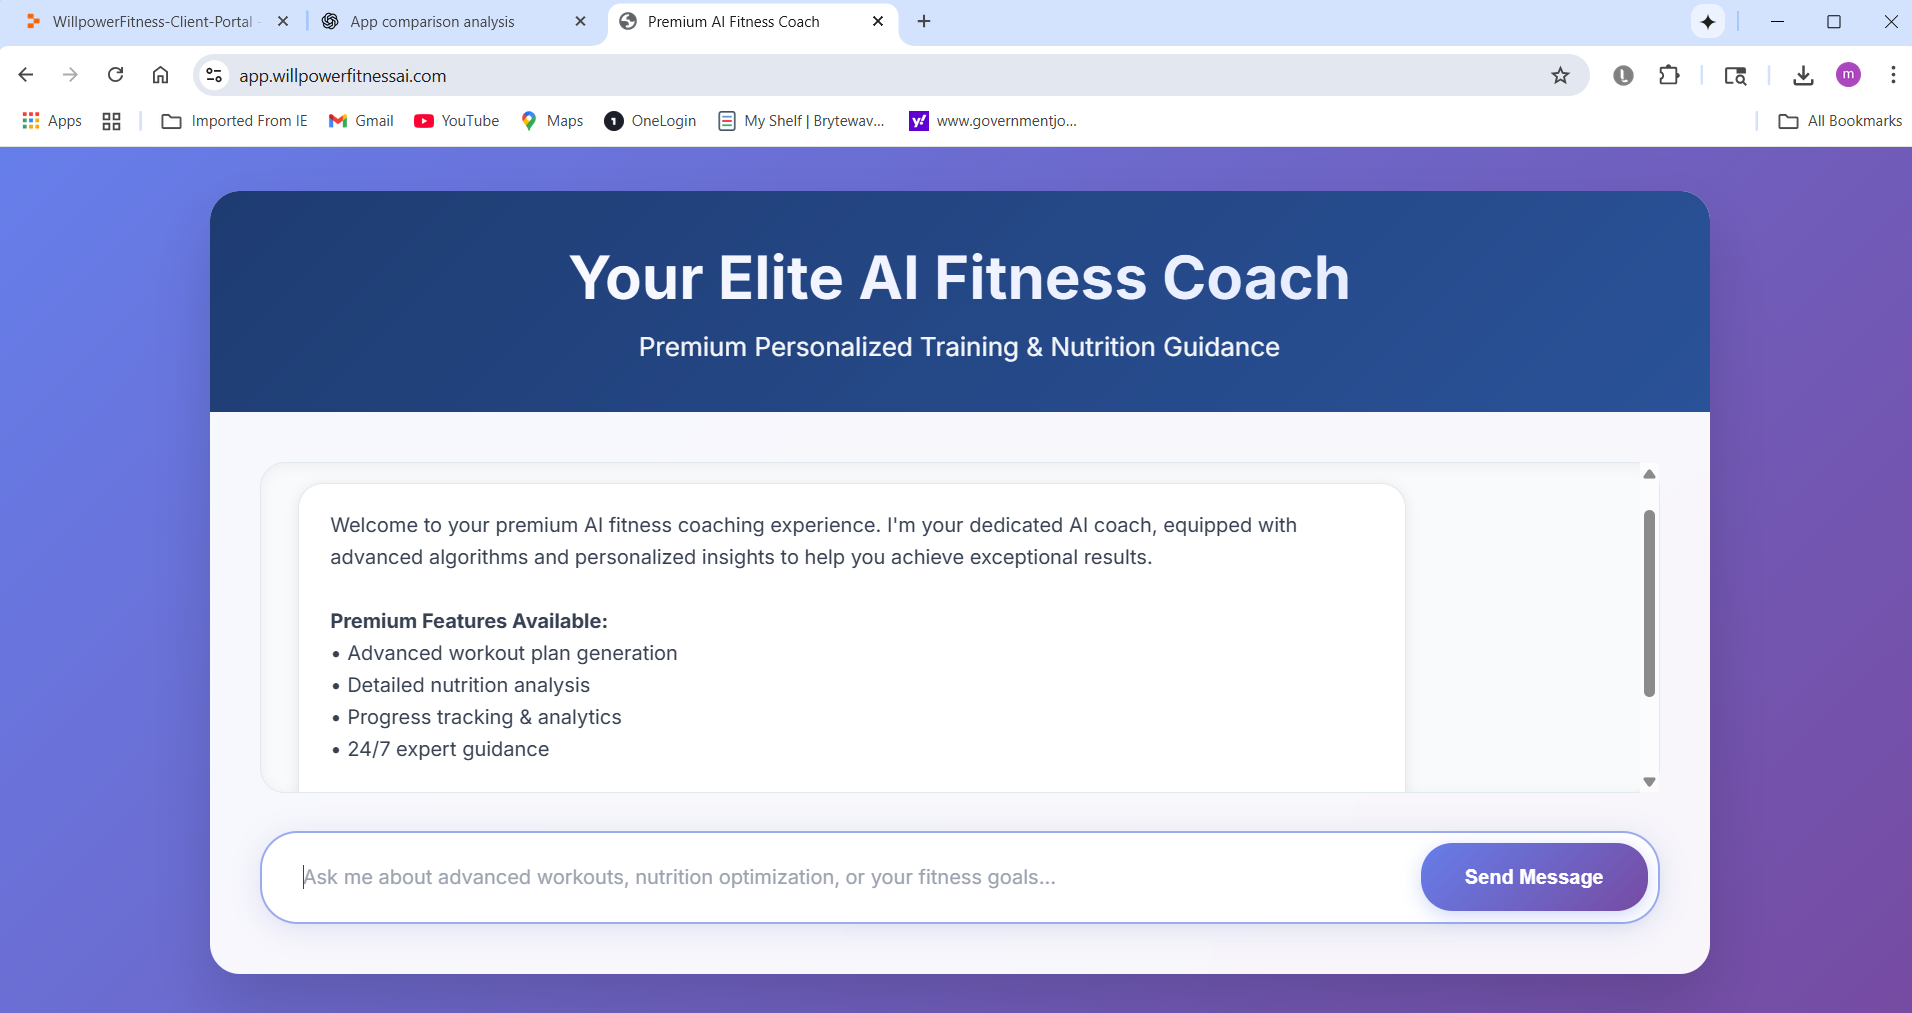 WillpowerFitness-Client-Portal -
App comparison analysis
Premium AI Fitness Coach
app.willpowerfitnessai.com
m
Apps
Imported From IE
Gmail
YouTube
Maps
OneLogin
My Shelf | Brytewav...
www.governmentjo...
All Bookmarks
Your Elite AI Fitness Coach
Premium Personalized Training & Nutrition Guidance
Welcome to your premium AI fitness coaching experience. I'm your dedicated AI coach, equipped with
advanced algorithms and personalized insights to help you achieve exceptional results.
Premium Features Available:
• Advanced workout plan generation
• Detailed nutrition analysis
• Progress tracking & analytics
• 24/7 expert guidance
Ask me about advanced workouts, nutrition optimization, or your fitness goals...
Send Message